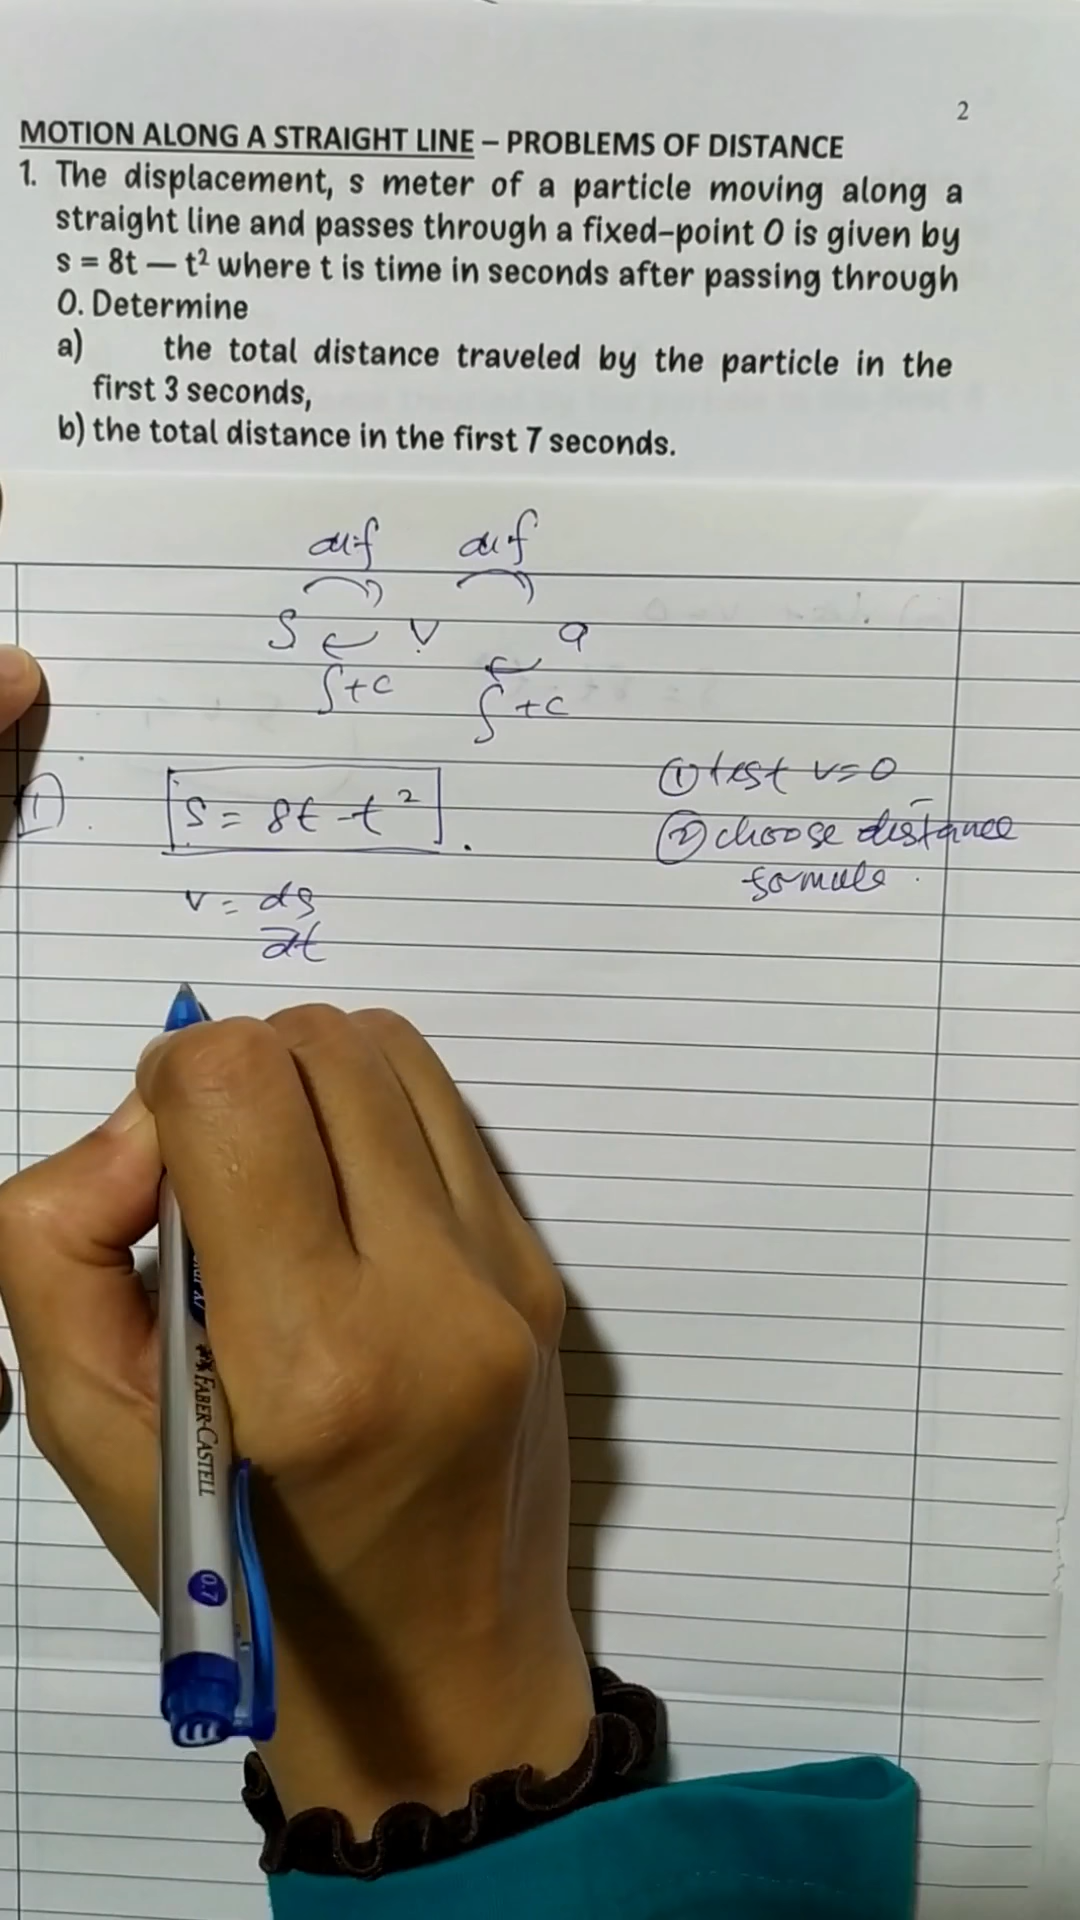 2
MOTION ALONG A STRAIGHT LINE – PROBLEMS OF DISTANCE
1. The displacement, s meter of a particle moving along a
straight line and passes through a fixed-point O is given by
s = 8t — t² where t is time in seconds after passing through
O. Determine
a) the total distance traveled by the particle in the
first 3 seconds,
b) the total distance in the first 7 seconds.
dif dif
S v a
∫+c ∫+c
① test v=0
1 S = 8t - t²
② choose distance
formula.
v = ds
dt
FABER-CASTELL
0.7